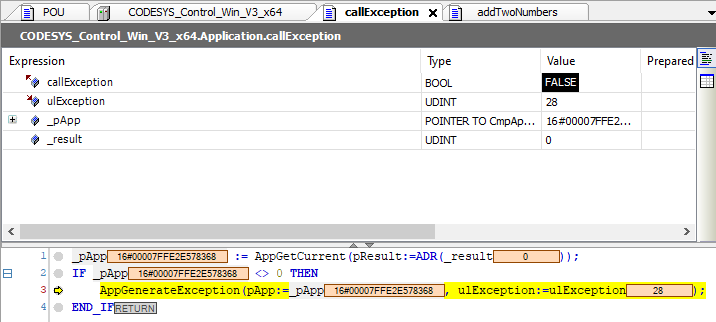 POU CODESYS_Control_Win_V3_x64 callException addTwoNumbers
CODESYS_Control_Win_V3_x64.Application.callException
Expression Type Value Prepared
callException BOOL FALSE
ulException UDINT 28
_pApp POINTER TO CmpAp... 16#00007FFE2...
_result UDINT 0
1 _pApp 16#00007FFE2E578368 := AppGetCurrent(pResult:=ADR(_result 0 ));
2 IF _pApp 16#00007FFE2E578368 <> 0 THEN
3 AppGenerateException(pApp:=_pApp 16#00007FFE2E578368 , ulException:=ulException 28 );
4 END_IF RETURN